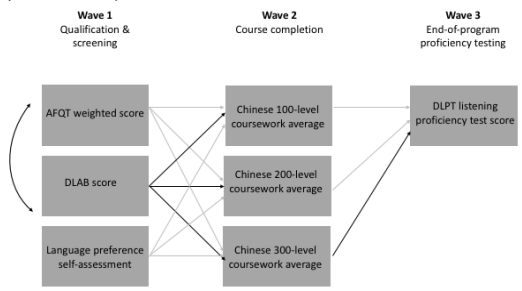 Wave 1
Qualification &
screening
Wave 2
Course completion
Wave 3
End-of-program
proficiency testing
AFQT weighted score
DLAB score
Language preference
self-assessment
Chinese 100-level
coursework average
Chinese 200-level
coursework average
Chinese 300-level
coursework average
DLPT listening
proficiency test score